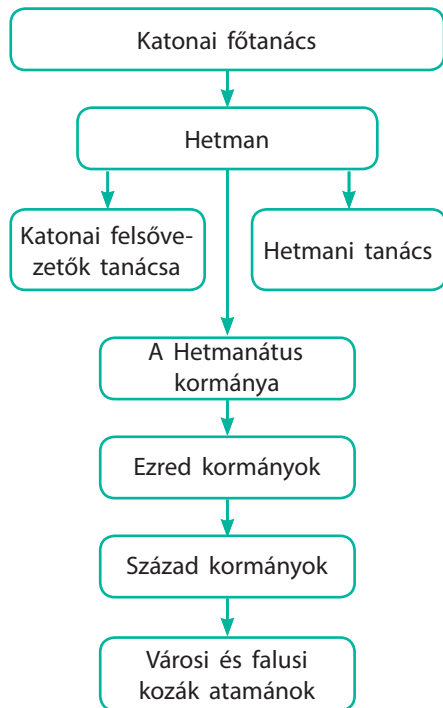 Katonai főtanács
Hetman
Katonai felsőve-
zetők tanácsa
Hetmani tanács
A Hetmanátus
kormánya
Ezred kormányok
Század kormányok
Városi és falusi
kozák atamánok